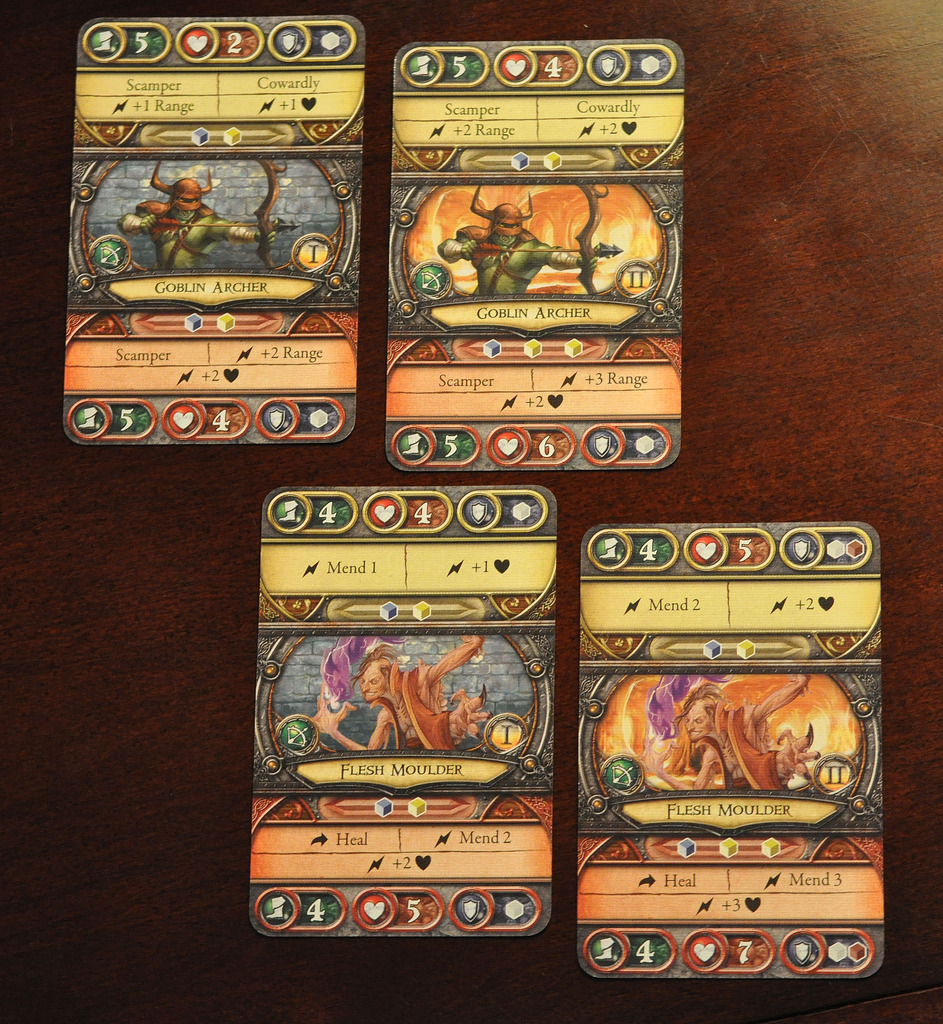 5 2
Scamper Cowardly
+1 Range +1
I
Goblin Archer
Scamper +2 Range
+2
5 4
5 4
Scamper Cowardly
+2 Range +2
II
Goblin Archer
Scamper +3 Range
+2
5 6
4 4
Mend 1 +1
I
Flesh Moulder
Heal Mend 2
+2
4 5
4 5
Mend 2 +2
II
Flesh Moulder
Heal Mend 3
+3
4 7